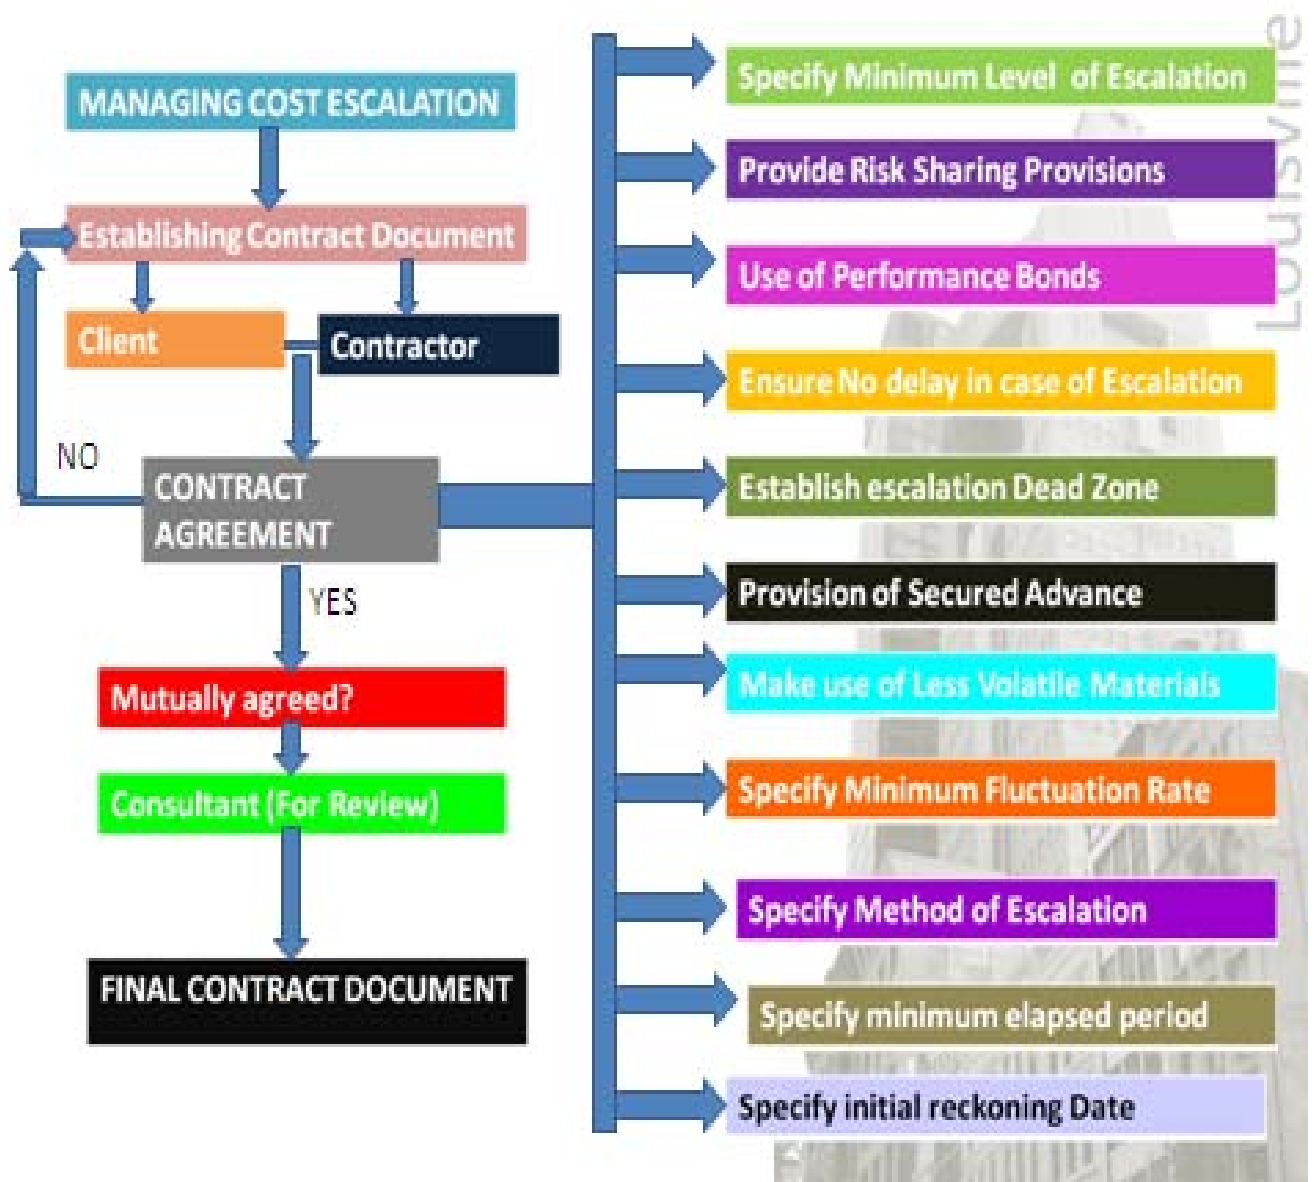 MANAGING COST ESCALATION
Establishing Contract Document
Client
Contractor
NO
CONTRACT
AGREEMENT
YES
Mutually agreed?
Consultant (For Review)
FINAL CONTRACT DOCUMENT
Specify Minimum Level of Escalation
Provide Risk Sharing Provisions
Use of Performance Bonds
Ensure No delay in case of Escalation
Establish escalation Dead Zone
Provision of Secured Advance
Make use of Less Volatile Materials
Specify Minimum Fluctuation Rate
Specify Method of Escalation
Specify minimum elapsed period
Specify initial reckoning Date